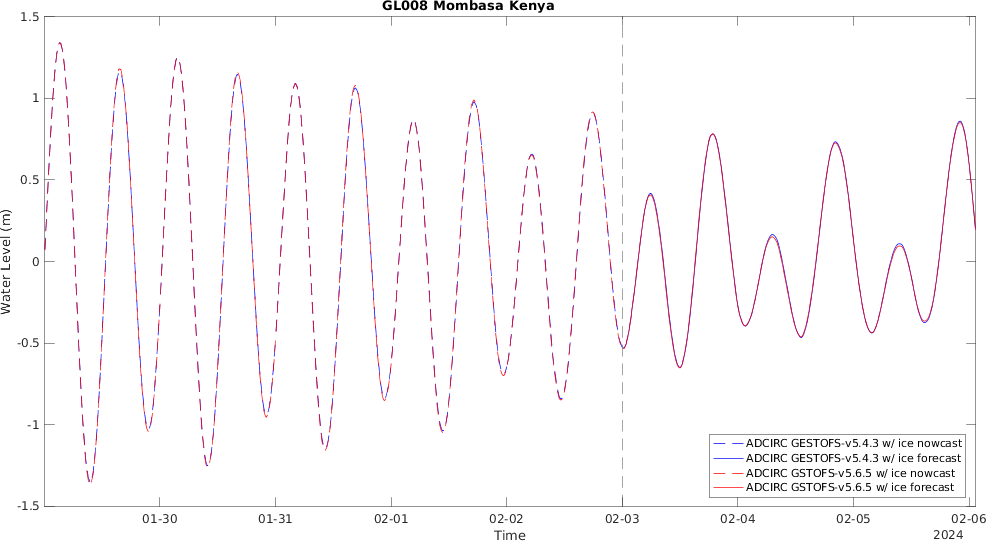 GL008 Mombasa Kenya
1.5
1
0.5
0
-0.5
-1
-1.5
Water Level (m)
01-30 01-31 02-01 02-02 02-03 02-04 02-05 02-06
Time
2024
ADCIRC GESTOFS-v5.4.3 w/ ice nowcast
ADCIRC GESTOFS-v5.4.3 w/ ice forecast
ADCIRC GSTOFS-v5.6.5 w/ ice nowcast
ADCIRC GSTOFS-v5.6.5 w/ ice forecast